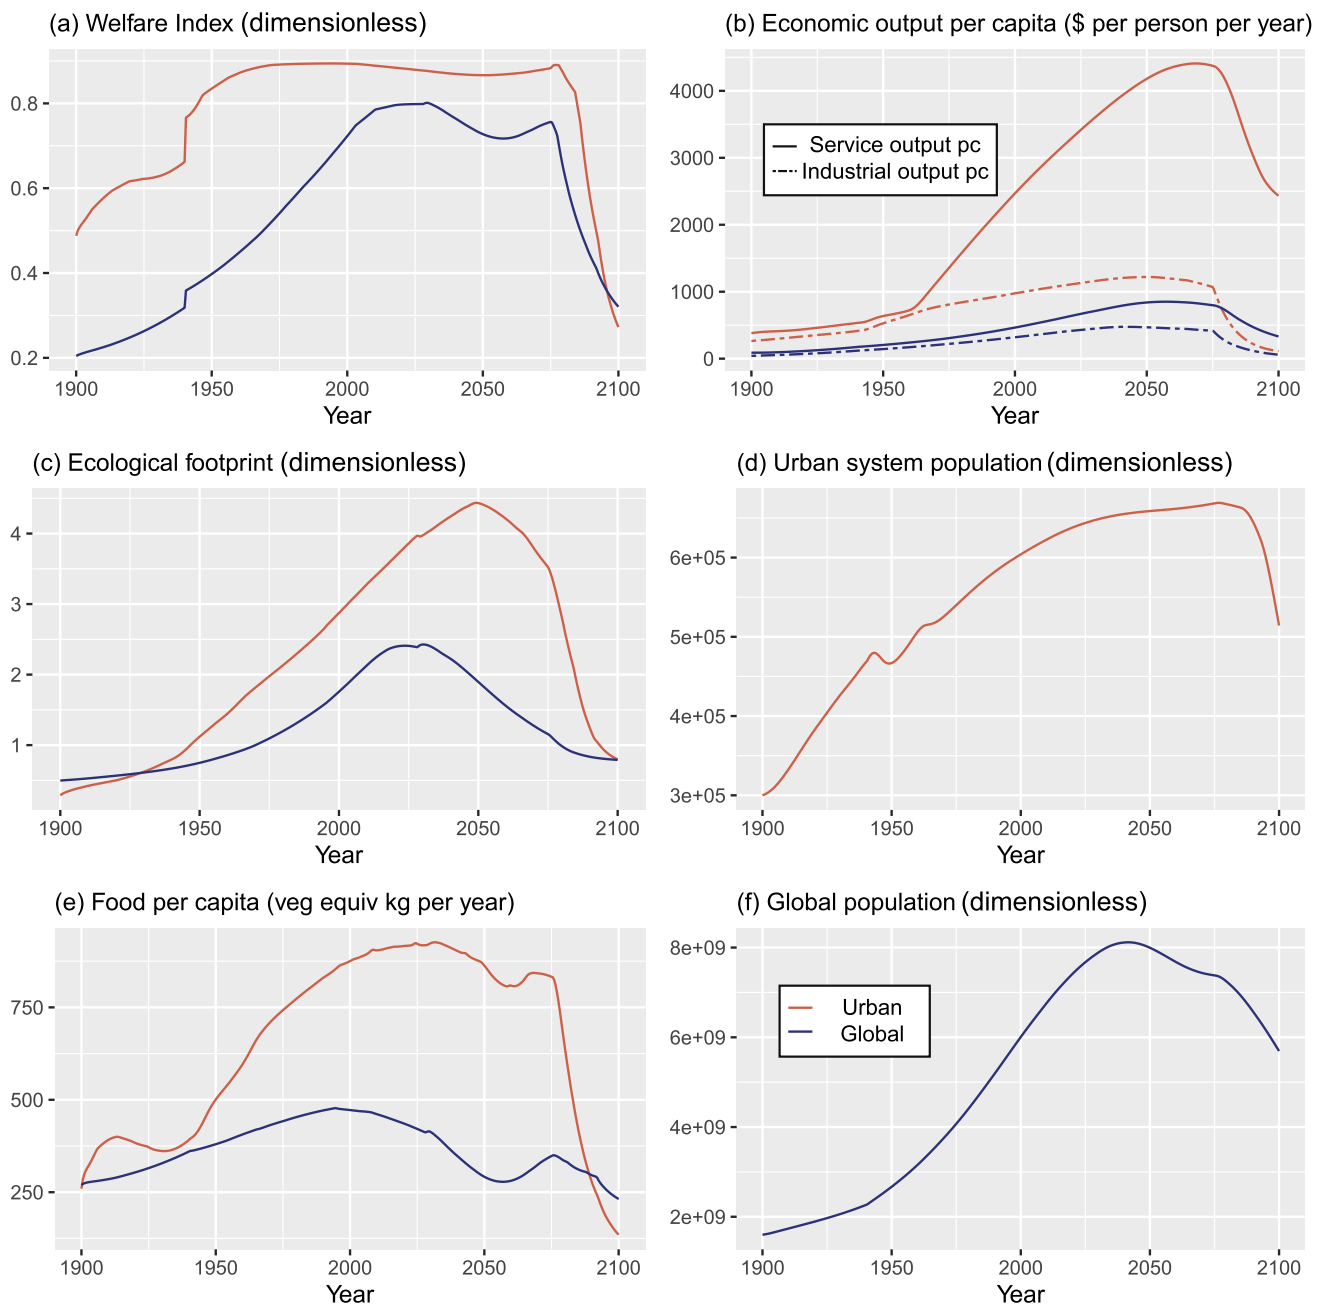 (a) Welfare Index (dimensionless)
0.8
0.6
0.4
0.2
1900 1950 2000 2050 2100
Year
(b) Economic output per capita ($ per person per year)
4000
3000
2000
1000
0
Service output pc
Industrial output pc
1900 1950 2000 2050 2100
Year
(c) Ecological footprint (dimensionless)
4
3
2
1
1900 1950 2000 2050 2100
Year
(d) Urban system population (dimensionless)
6e+05
5e+05
4e+05
3e+05
1900 1950 2000 2050 2100
Year
(e) Food per capita (veg equiv kg per year)
750
500
250
1900 1950 2000 2050 2100
Year
(f) Global population (dimensionless)
8e+09
6e+09
4e+09
2e+09
Urban
Global
1900 1950 2000 2050 2100
Year